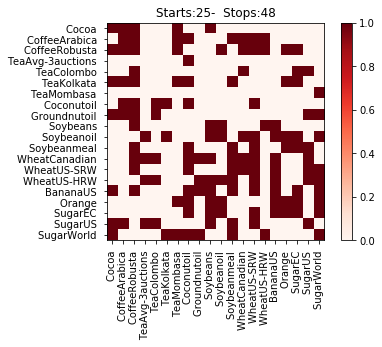 Starts:25-  Stops:48
Cocoa
CoffeeArabica
CoffeeRobusta
TeaAvg-3auctions
TeaColombo
TeaKolkata
TeaMombasa
Coconutoil
Groundnutoil
Soybeans
Soybeanoil
Soybeanmeal
WheatCanadian
WheatUS-SRW
WheatUS-HRW
BananaUS
Orange
SugarEC
SugarUS
SugarWorld
Cocoa
CoffeeArabica
CoffeeRobusta
TeaAvg-3auctions
TeaColombo
TeaKolkata
TeaMombasa
Coconutoil
Groundnutoil
Soybeans
Soybeanoil
Soybeanmeal
WheatCanadian
WheatUS-SRW
WheatUS-HRW
BananaUS
Orange
SugarEC
SugarUS
SugarWorld
1.0
0.8
0.6
0.4
0.2
0.0